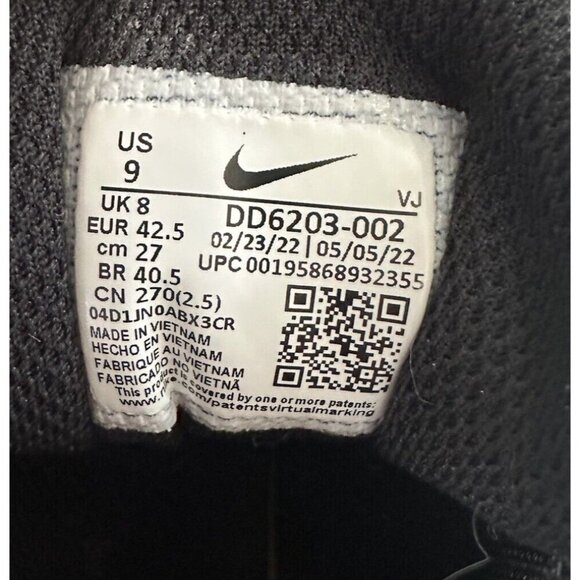 US
9
VJ
UK 8
EUR 42.5
cm 27
BR 40.5
CN 270(2.5)
DD6203-002
02/23/22 | 05/05/22
UPC 00195868932355
04D1JN0ABX3CR
MADE IN VIETNAM
HECHO EN VIETNAM
FABRIQUE AU VIETNAM
FABRICADO NO VIETNÃ
This product is covered by one or more patents:
/patentsvirtualmarking